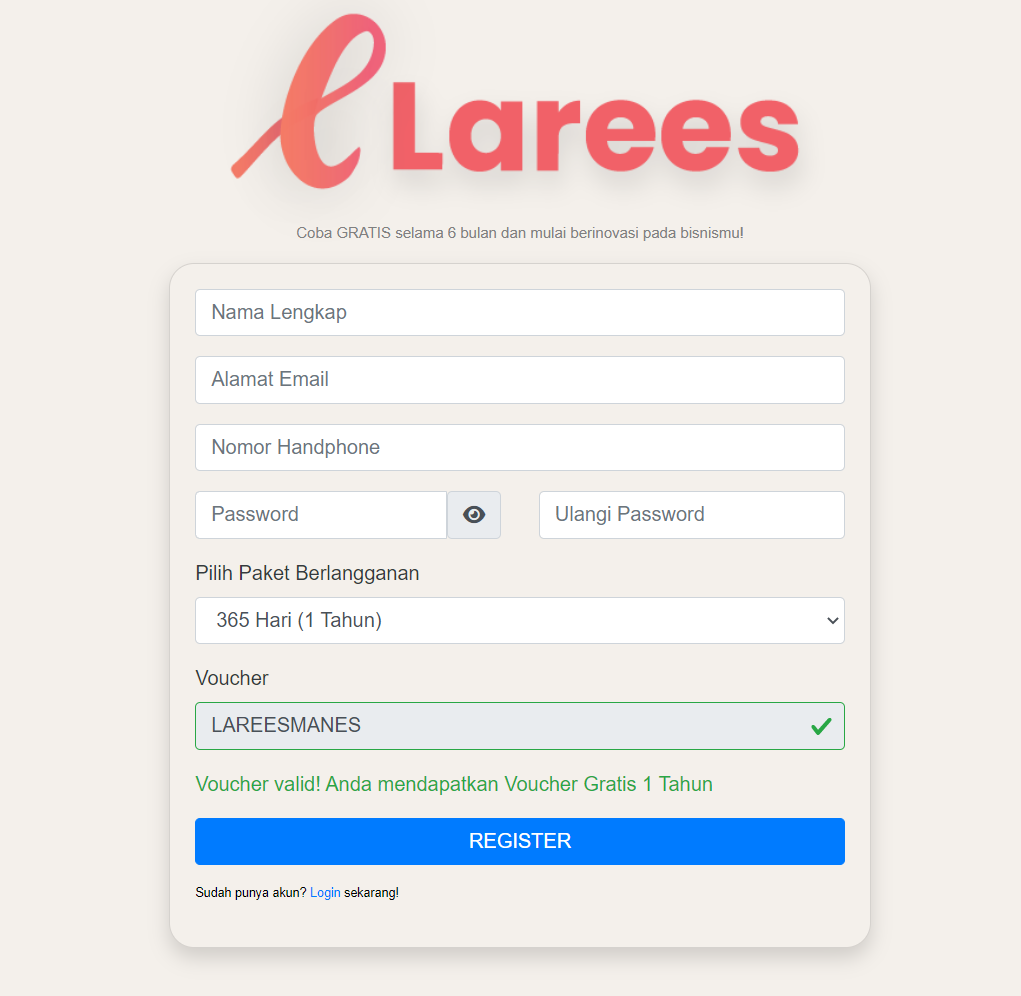 Larees
Coba GRATIS selama 6 bulan dan mulai berinovasi pada bisnismu!
Nama Lengkap
Alamat Email
Nomor Handphone
Password
Ulangi Password
Pilih Paket Berlangganan
365 Hari (1 Tahun)
Voucher
LAREESMANES
Voucher valid! Anda mendapatkan Voucher Gratis 1 Tahun
REGISTER
Sudah punya akun? Login sekarang!